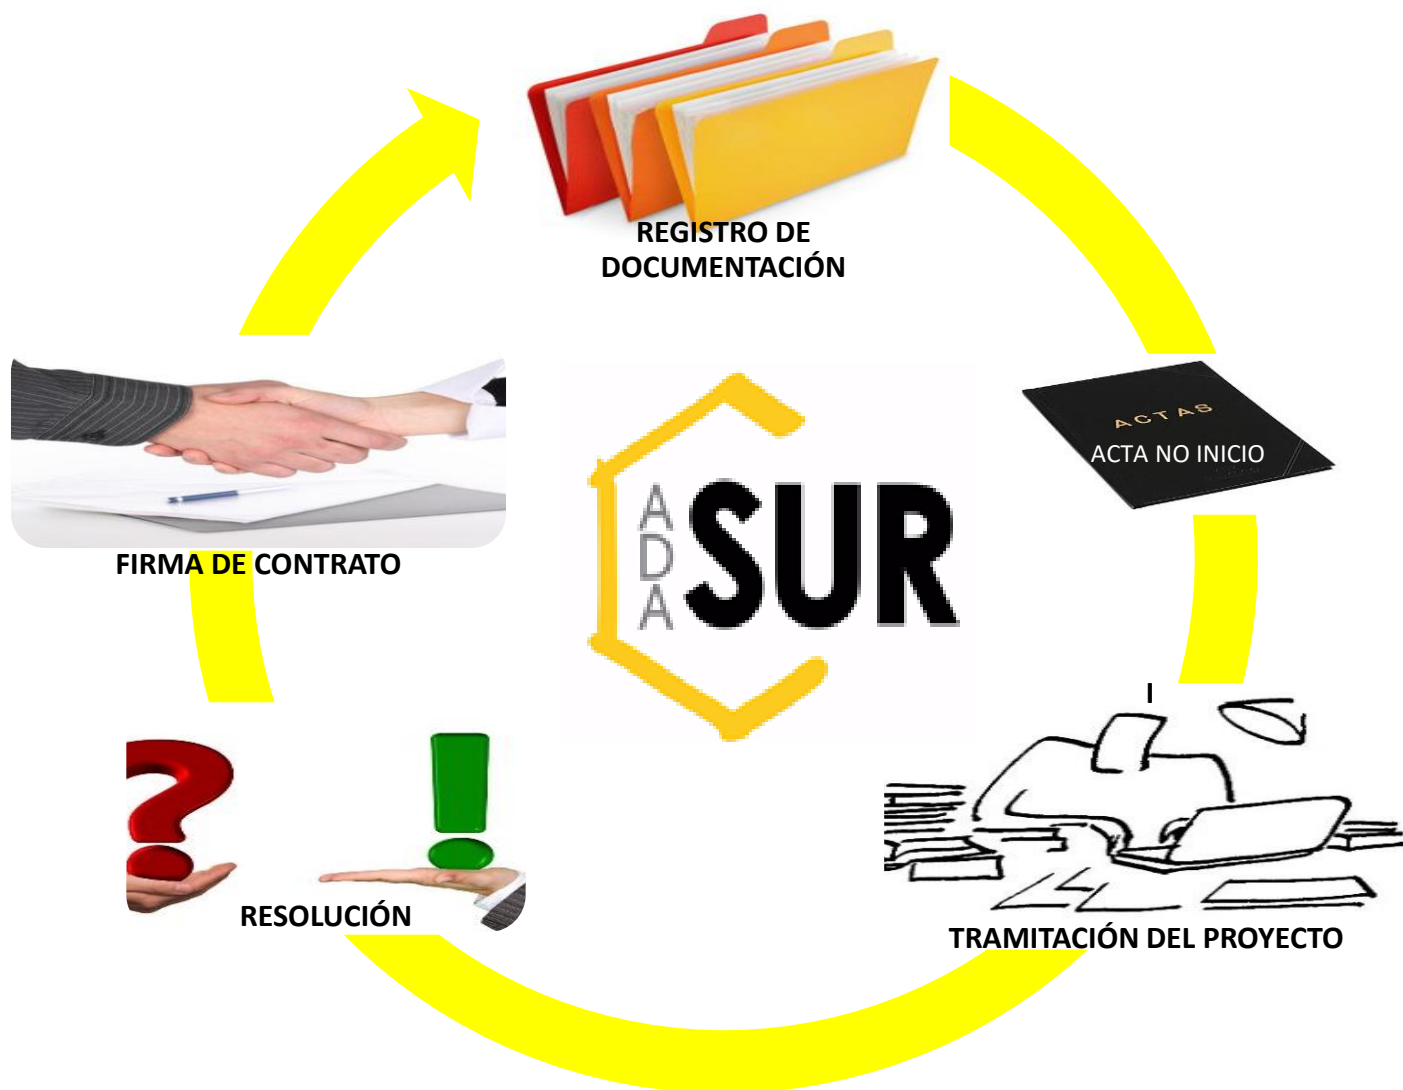 REGISTRO DE
DOCUMENTACIÓN
ACTAS
ACTA NO INICIO
FIRMA DE CONTRATO
ADA
SUR
I
RESOLUCIÓN
TRAMITACIÓN DEL PROYECTO